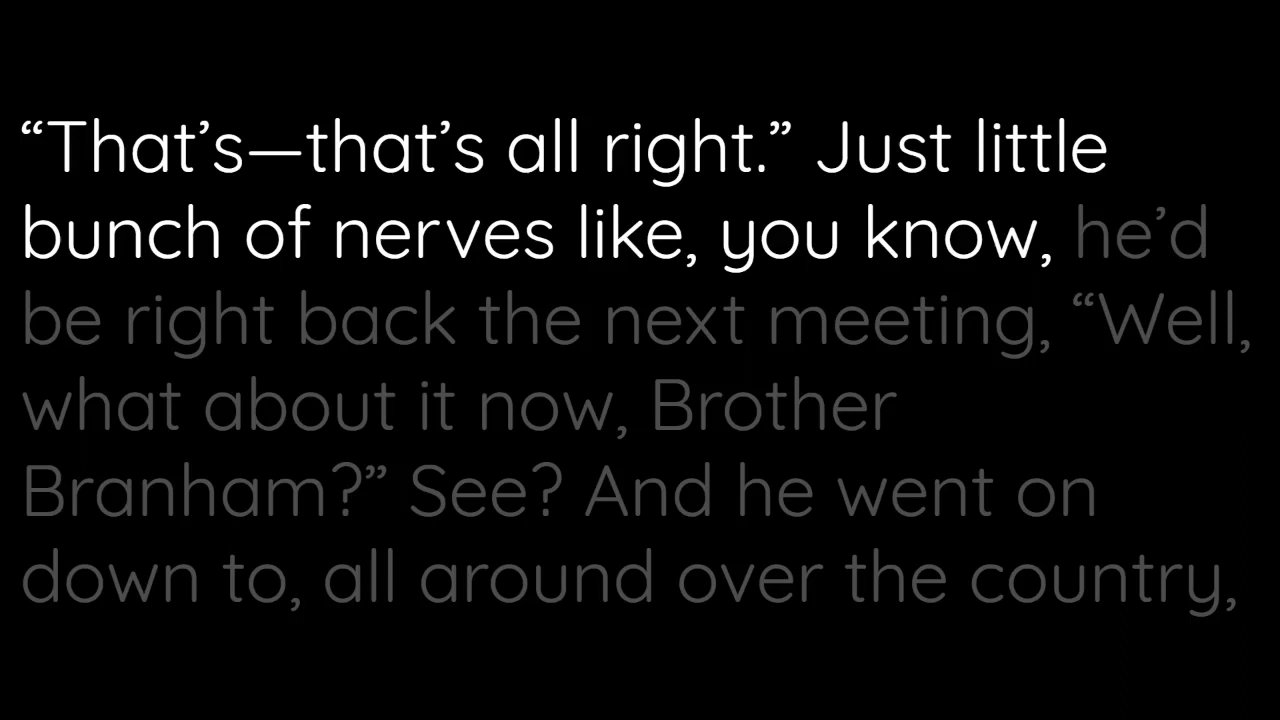 “That’s—that’s all right.” Just little
bunch of nerves like, you know, he’d
be right back the next meeting, “Well,
what about it now, Brother
Branham?” See? And he went on
down to, all around over the country,